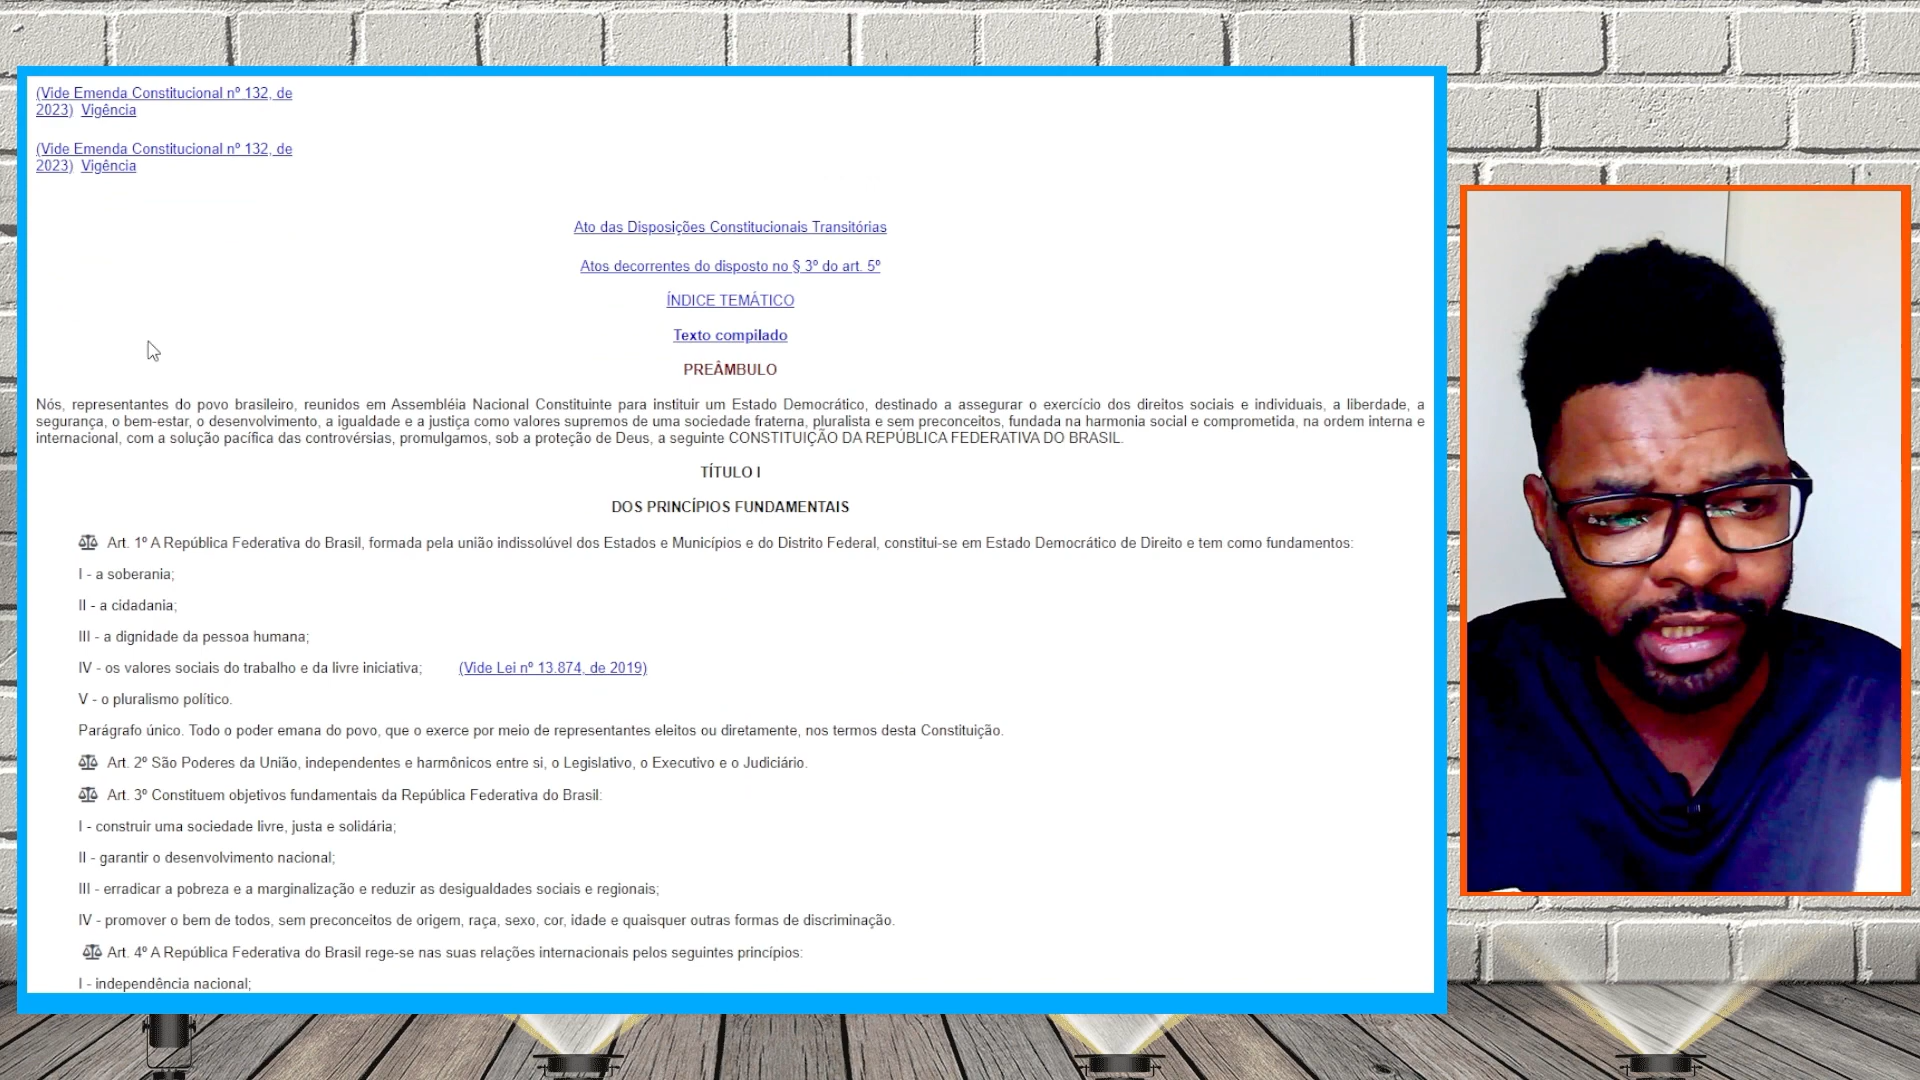 (Vide Emenda Constitucional nº 132, de
2023) Vigência
(Vide Emenda Constitucional nº 132, de
2023) Vigência
Ato das Disposições Constitucionais Transitórias
Atos decorrentes do disposto no § 3º do art. 5º
ÍNDICE TEMÁTICO
Texto compilado
PREÂMBULO
Nós, representantes do povo brasileiro, reunidos em Assembléia Nacional Constituinte para instituir um Estado Democrático, destinado a assegurar o exercício dos direitos sociais e individuais, a liberdade, a
segurança, o bem-estar, o desenvolvimento, a igualdade e a justiça como valores supremos de uma sociedade fraterna, pluralista e sem preconceitos, fundada na harmonia social e comprometida, na ordem interna e
internacional, com a solução pacífica das controvérsias, promulgamos, sob a proteção de Deus, a seguinte CONSTITUIÇÃO DA REPÚBLICA FEDERATIVA DO BRASIL.
TÍTULO I
DOS PRINCÍPIOS FUNDAMENTAIS
Art. 1º A República Federativa do Brasil, formada pela união indissolúvel dos Estados e Municípios e do Distrito Federal, constitui-se em Estado Democrático de Direito e tem como fundamentos:
I - a soberania;
II - a cidadania;
III - a dignidade da pessoa humana;
IV - os valores sociais do trabalho e da livre iniciativa; (Vide Lei nº 13.874, de 2019)
V - o pluralismo político.
Parágrafo único. Todo o poder emana do povo, que o exerce por meio de representantes eleitos ou diretamente, nos termos desta Constituição.
Art. 2º São Poderes da União, independentes e harmônicos entre si, o Legislativo, o Executivo e o Judiciário.
Art. 3º Constituem objetivos fundamentais da República Federativa do Brasil:
I - construir uma sociedade livre, justa e solidária;
II - garantir o desenvolvimento nacional;
III - erradicar a pobreza e a marginalização e reduzir as desigualdades sociais e regionais;
IV - promover o bem de todos, sem preconceitos de origem, raça, sexo, cor, idade e quaisquer outras formas de discriminação.
Art. 4º A República Federativa do Brasil rege-se nas suas relações internacionais pelos seguintes princípios:
I - independência nacional;